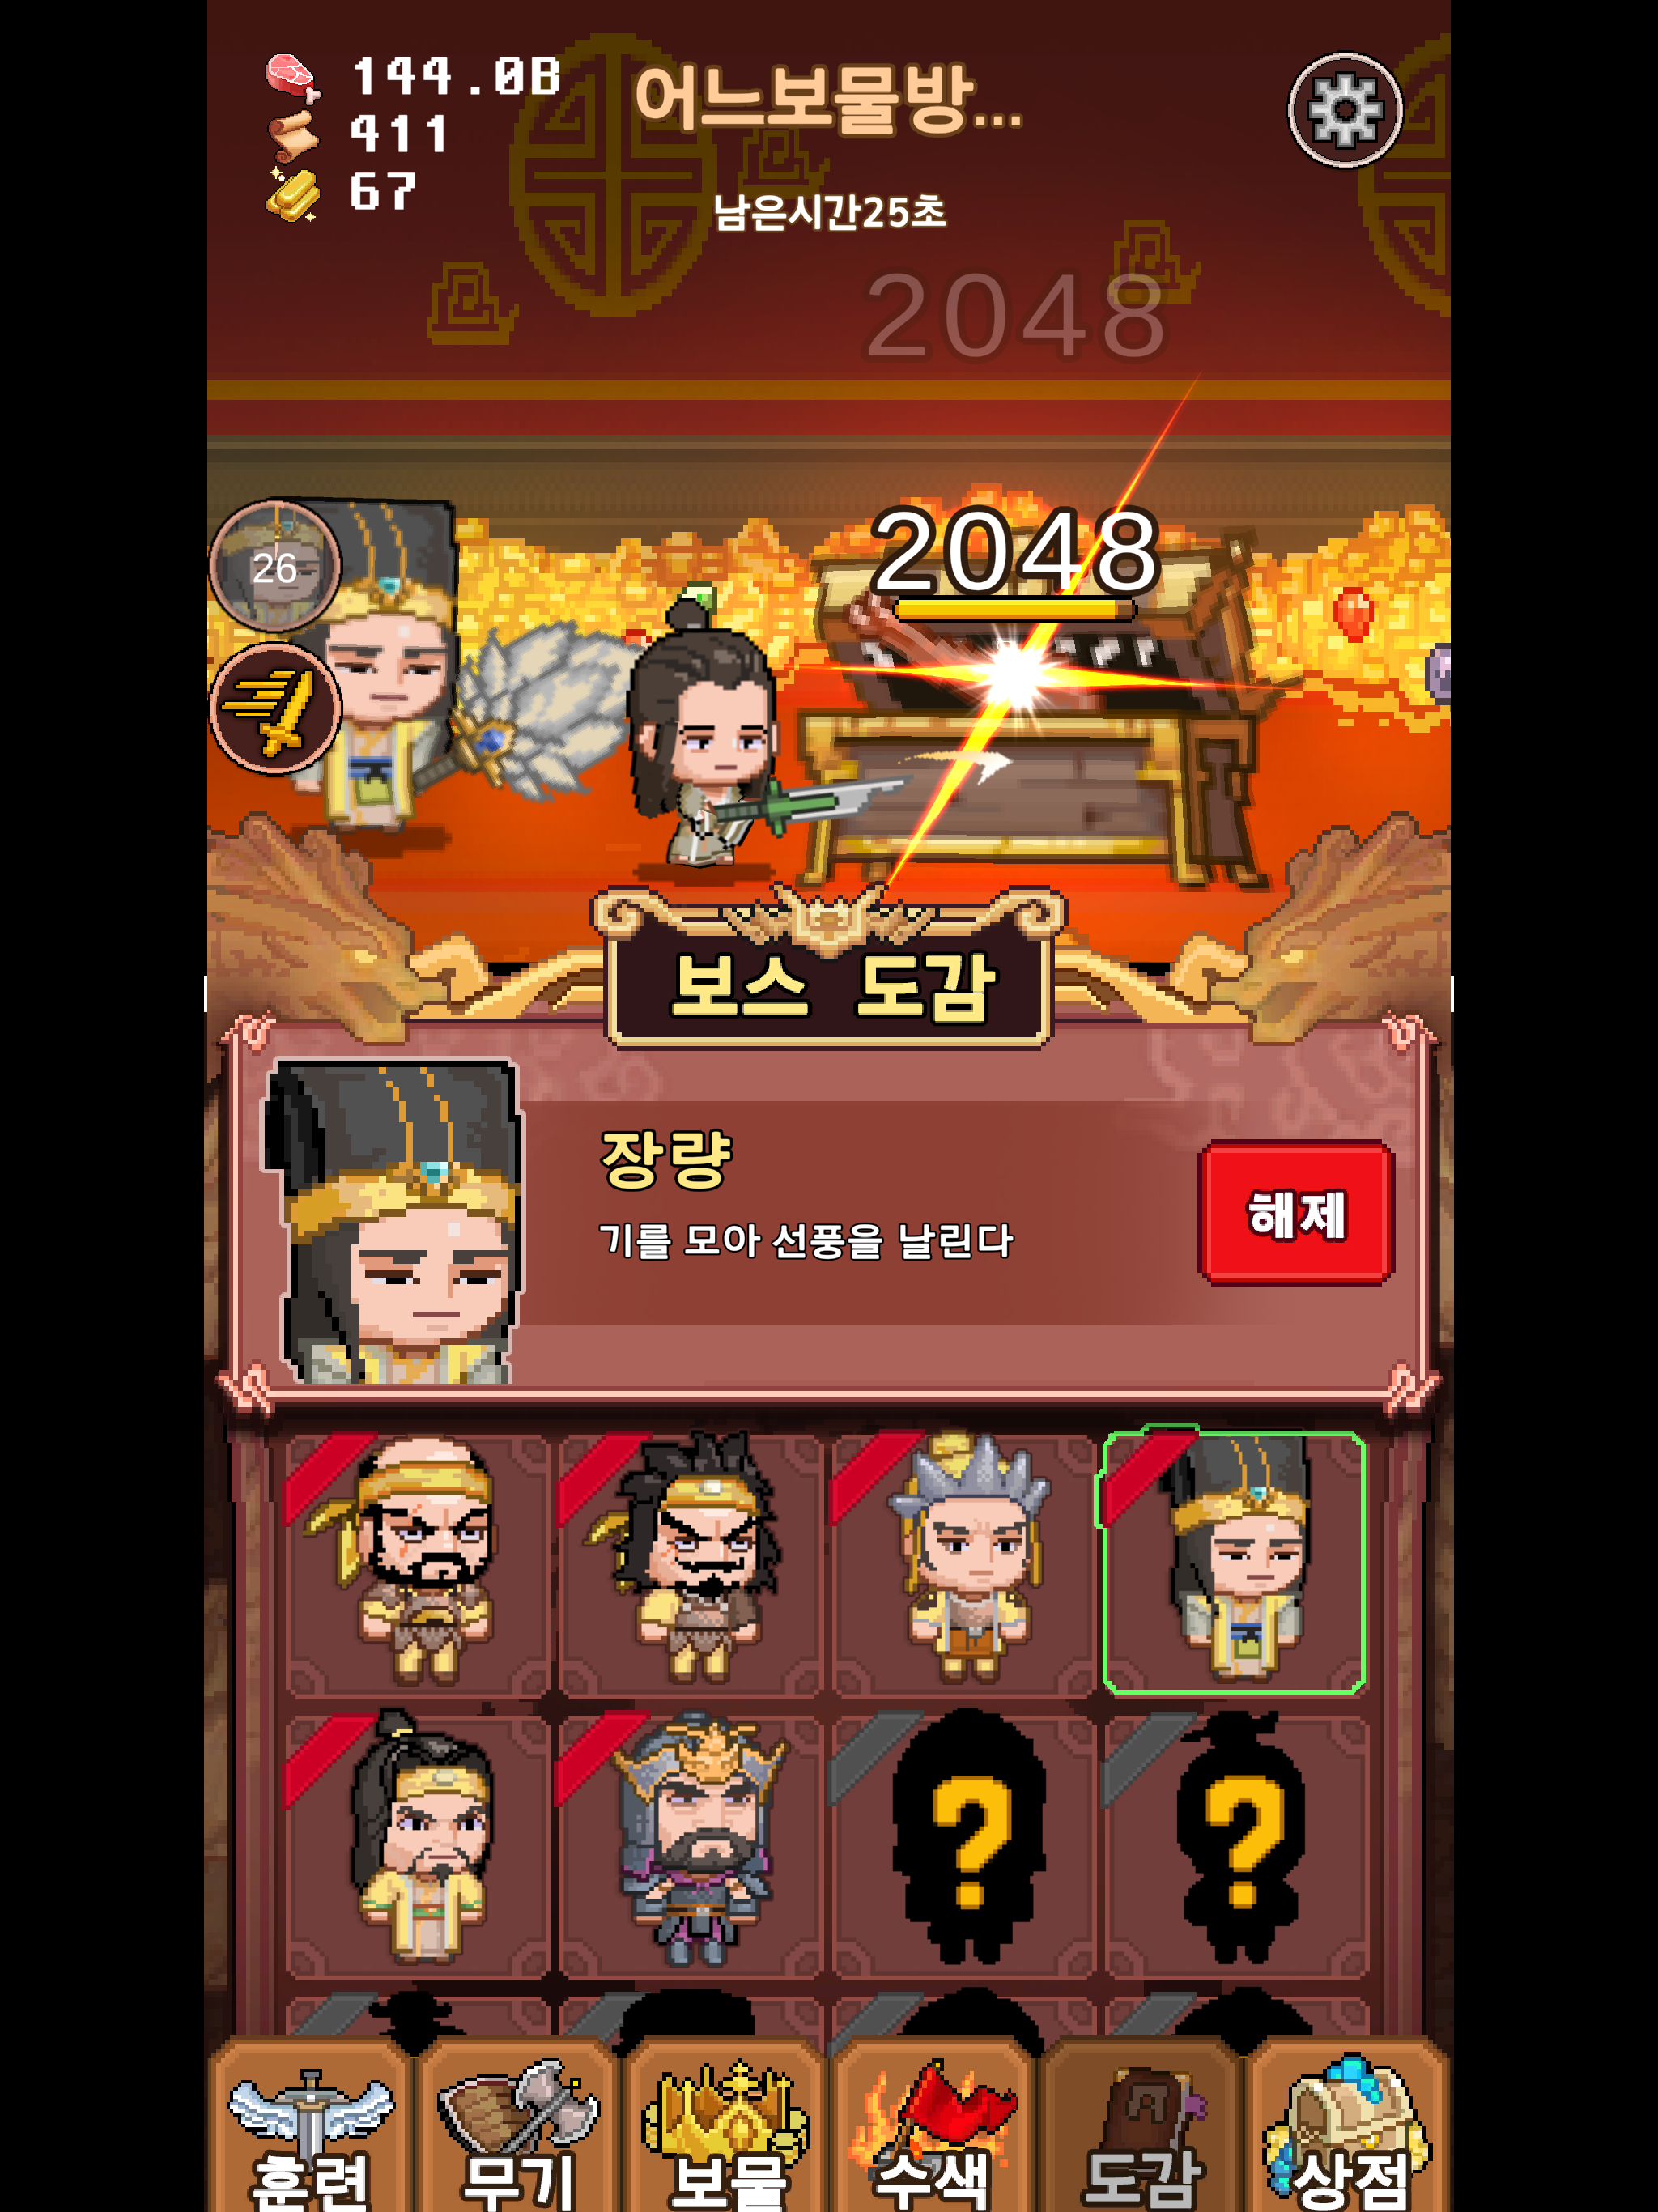 144.0B
411
67
어느보물방...
남은시간25초
2048
2048
26
보스 도감
장량
기를 모아 선풍을 날린다
해제
?
?
훈련
무기
보물
수색
도감
상점